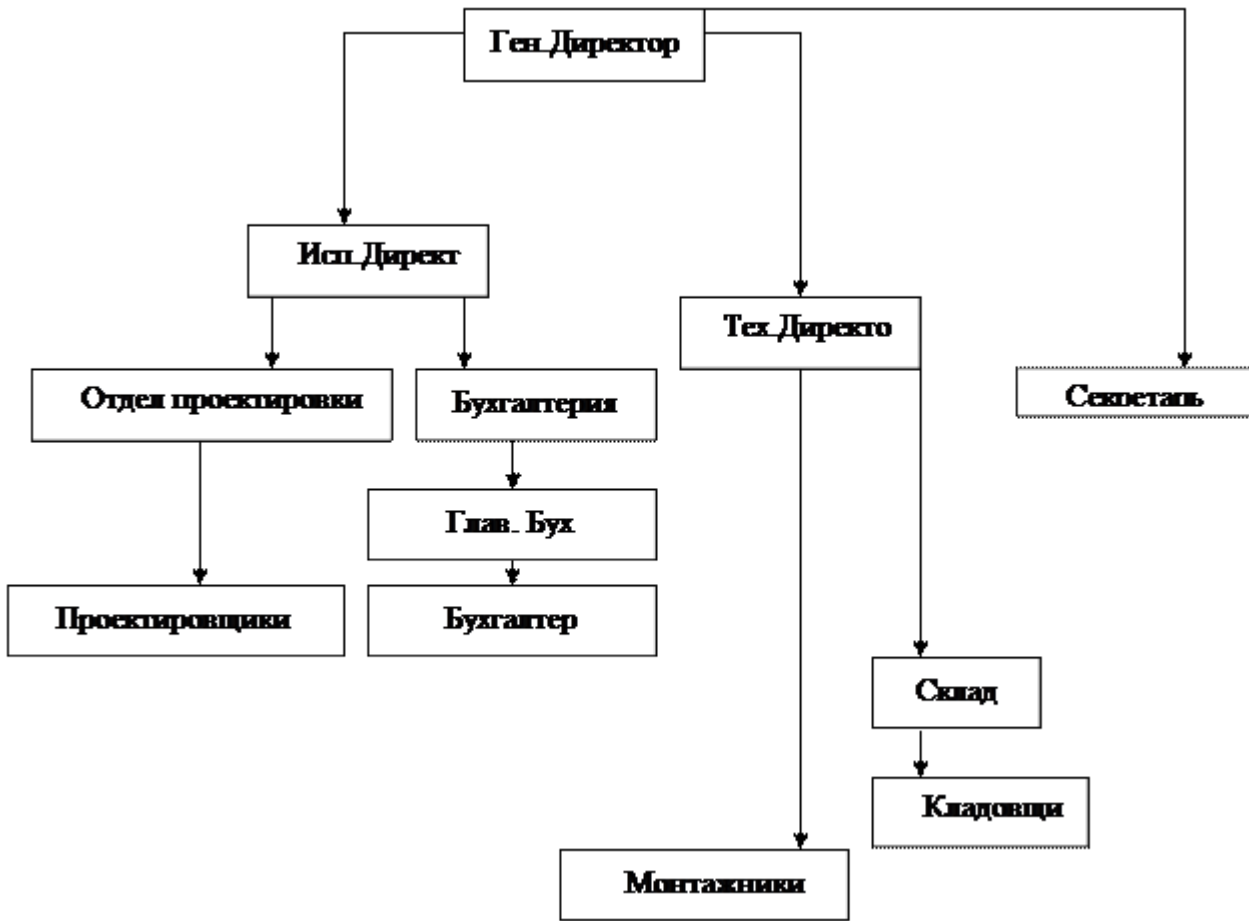 Ген.Директор
Исп.Директ
Тех.Директо
Отдел проектировки
Бухгалтерия
Секретарь
Глав. Бух
Проектировщики
Бухгалтер
Склад
Кладовщи
Монтажники